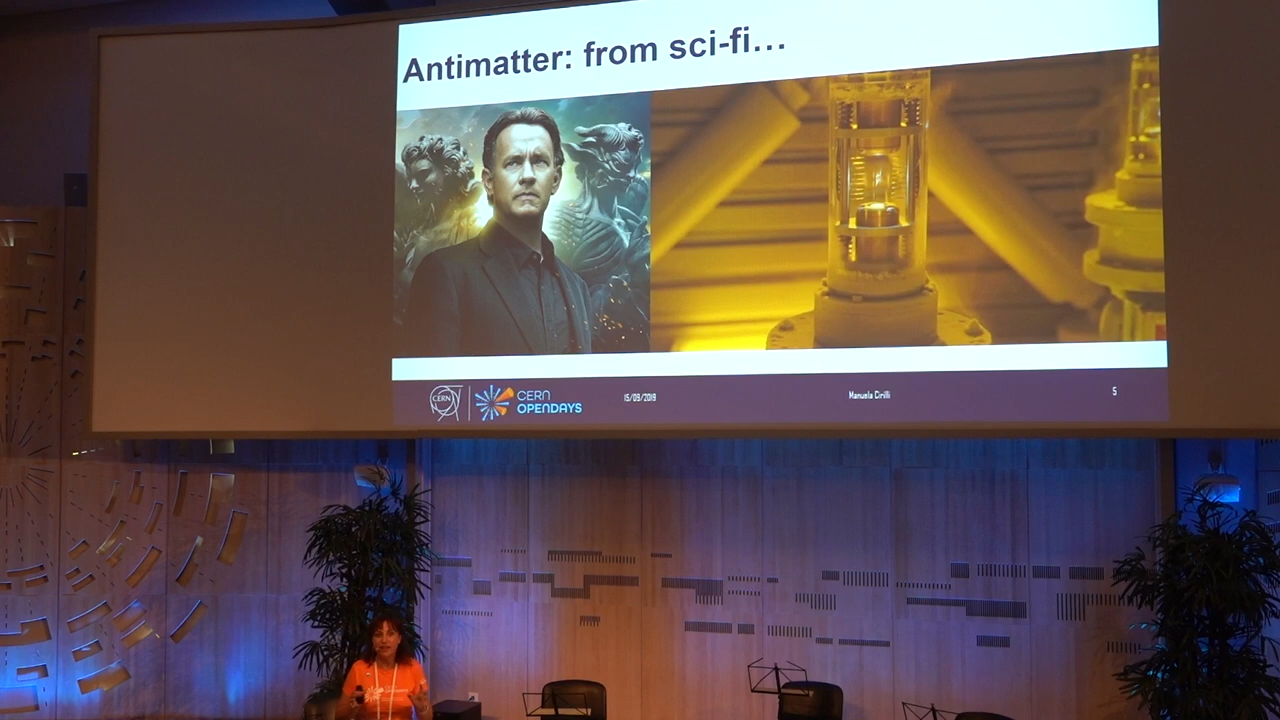 Antimatter: from sci-fi…
CERN
CERN
OPENDAYS
15/09/2019
Manuela Cirilli
5